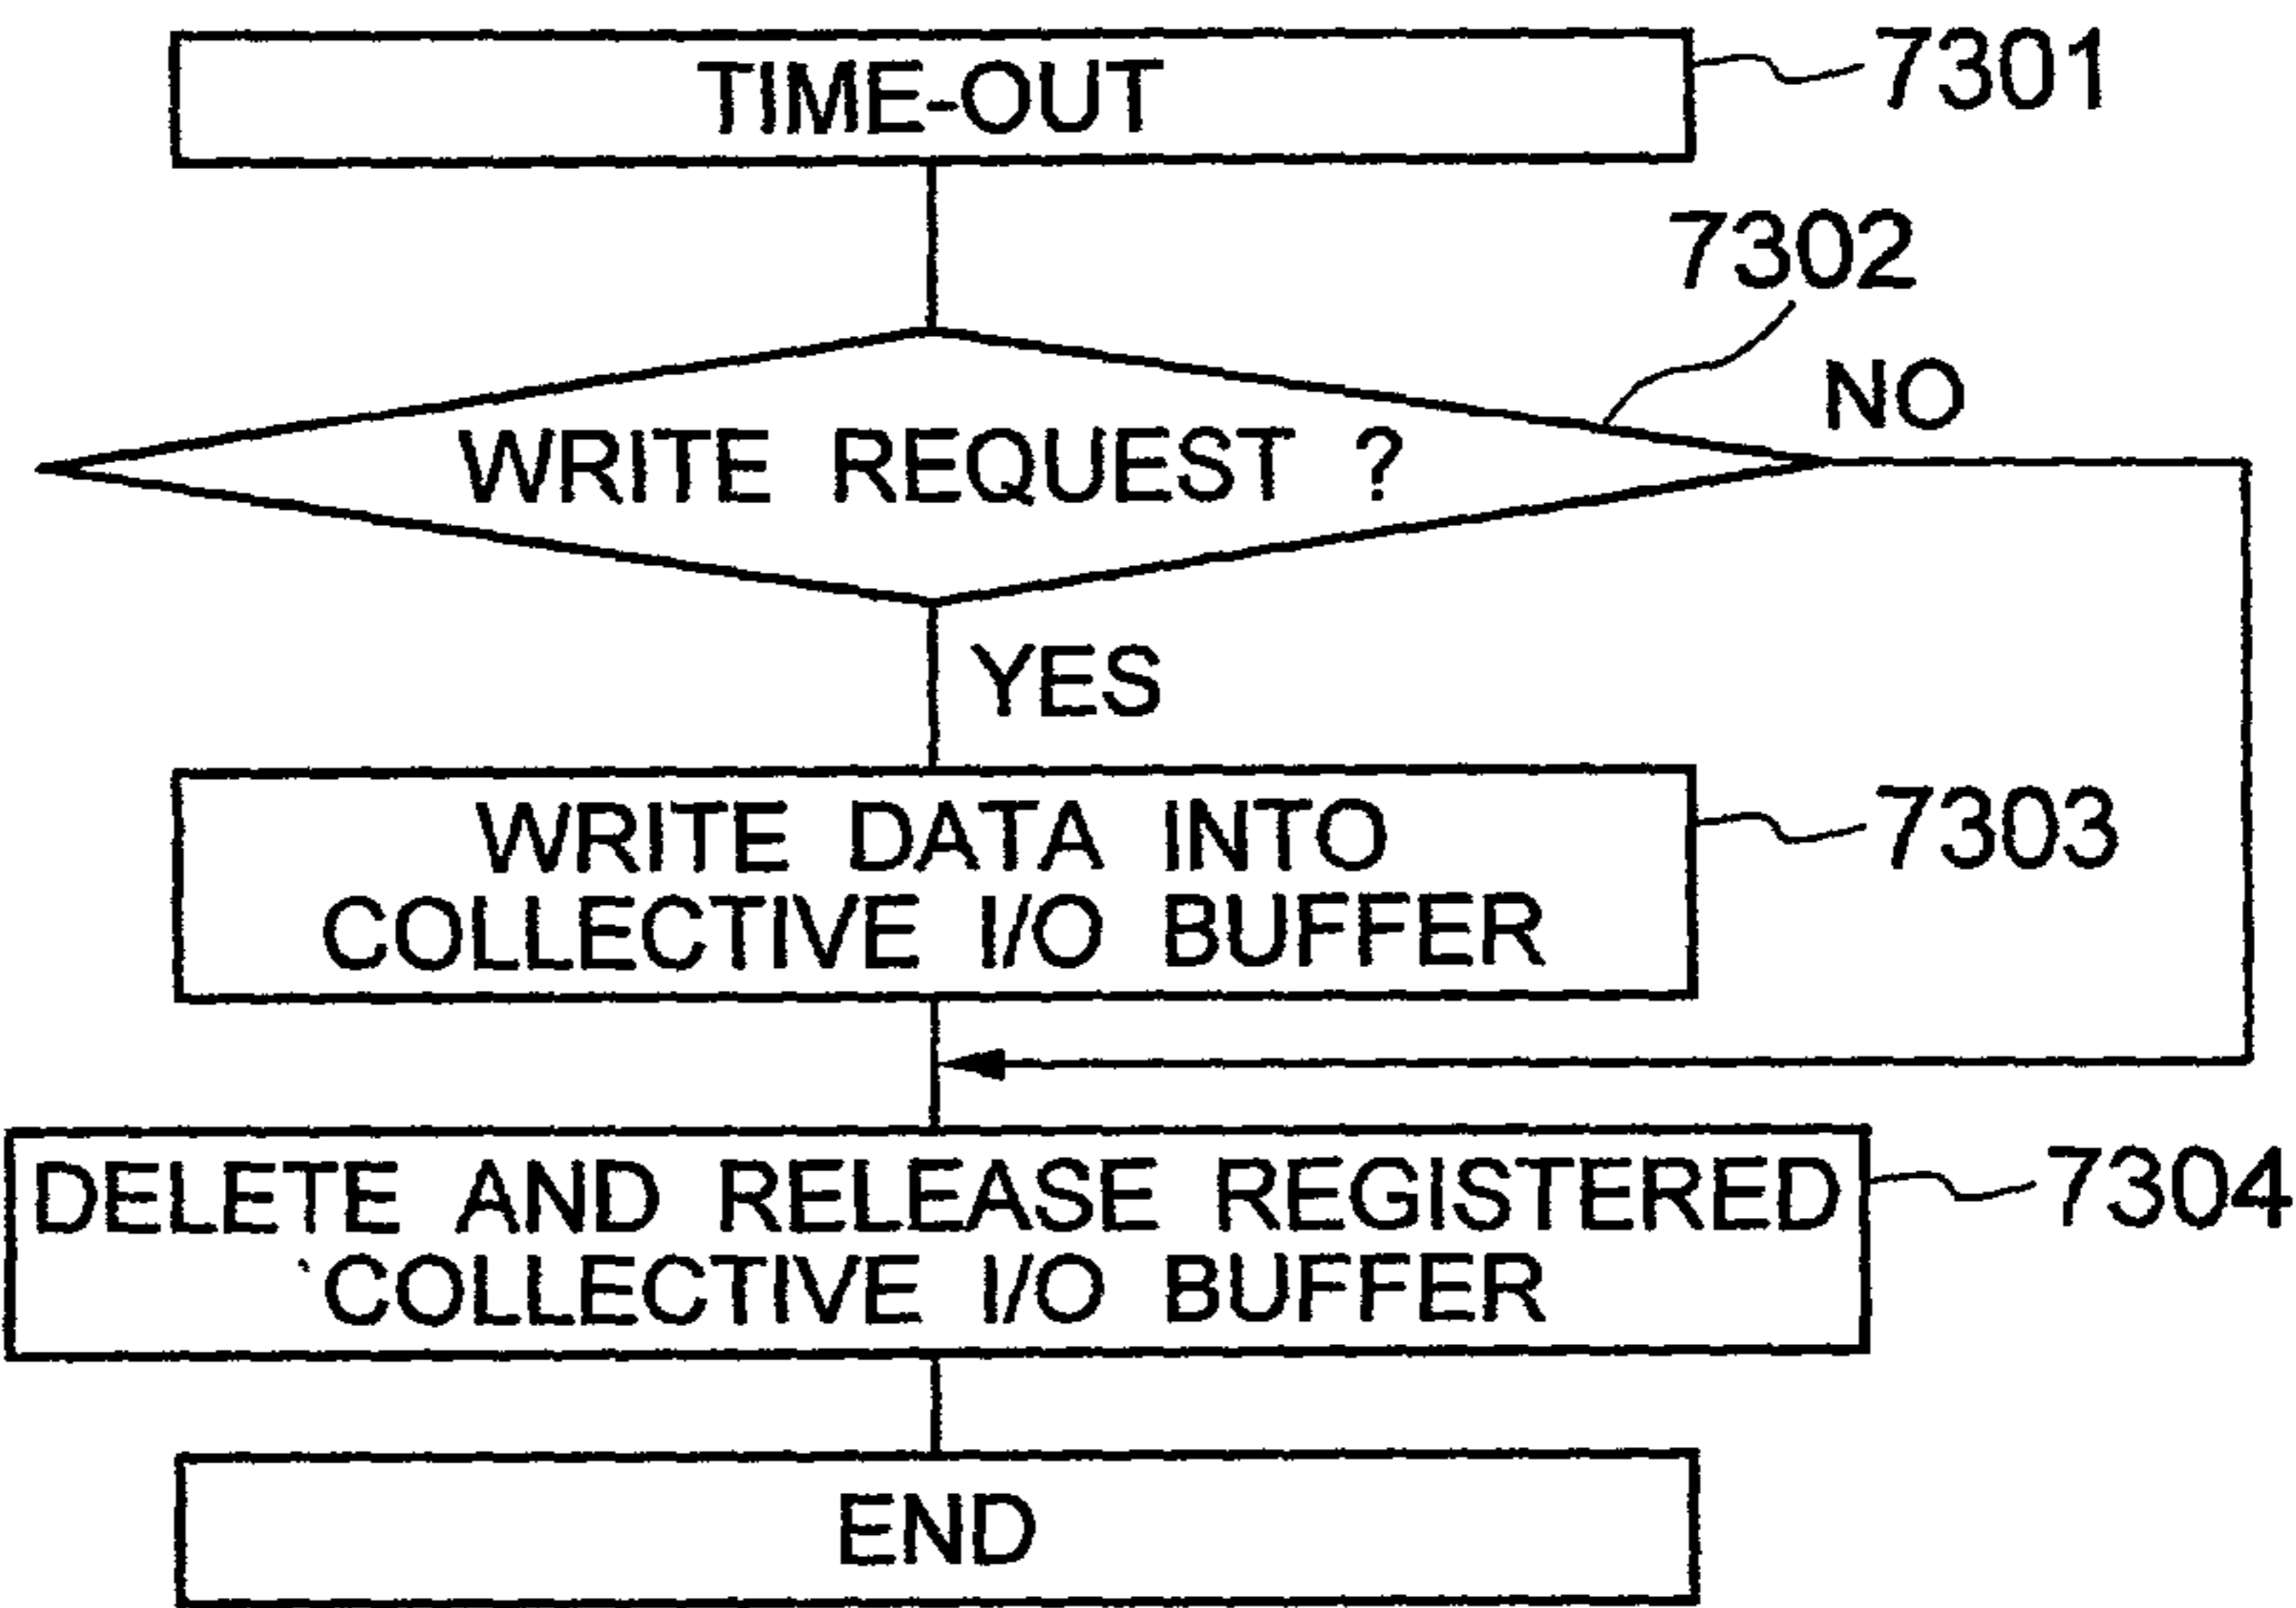 TIME-OUT
7301
7302
NO
WRITE REQUEST ?
YES
WRITE DATA INTO
COLLECTIVE I/O BUFFER
7303
DELETE AND RELEASE REGISTERED
COLLECTIVE I/O BUFFER
7304
END